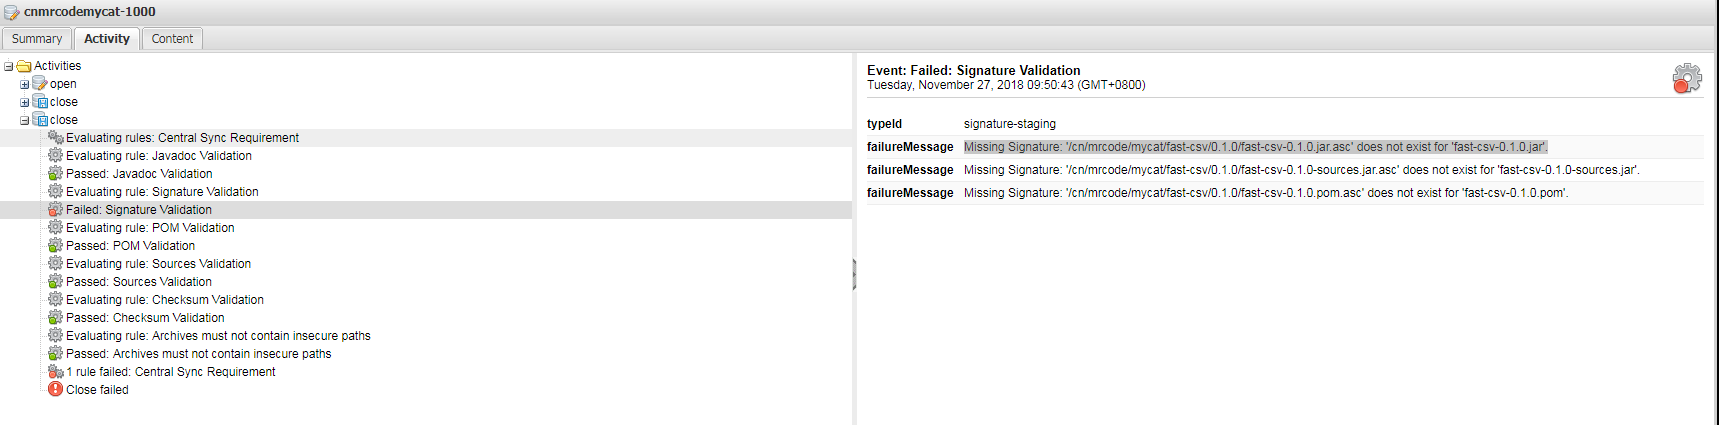 cnmrcodemycat-1000
Summary Activity Content
Activities
open
close
close
Evaluating rules: Central Sync Requirement
Evaluating rule: Javadoc Validation
Passed: Javadoc Validation
Evaluating rule: Signature Validation
Failed: Signature Validation
Evaluating rule: POM Validation
Passed: POM Validation
Evaluating rule: Sources Validation
Passed: Sources Validation
Evaluating rule: Checksum Validation
Passed: Checksum Validation
Evaluating rule: Archives must not contain insecure paths
Passed: Archives must not contain insecure paths
1 rule failed: Central Sync Requirement
Close failed
Event: Failed: Signature Validation
Tuesday, November 27, 2018 09:50:43 (GMT+0800)
typeId signature-staging
failureMessage Missing Signature: '/cn/mrcode/mycat/fast-csv/0.1.0/fast-csv-0.1.0.jar.asc' does not exist for 'fast-csv-0.1.0.jar'.
failureMessage Missing Signature: '/cn/mrcode/mycat/fast-csv/0.1.0/fast-csv-0.1.0-sources.jar.asc' does not exist for 'fast-csv-0.1.0-sources.jar'.
failureMessage Missing Signature: '/cn/mrcode/mycat/fast-csv/0.1.0/fast-csv-0.1.0.pom.asc' does not exist for 'fast-csv-0.1.0.pom'.